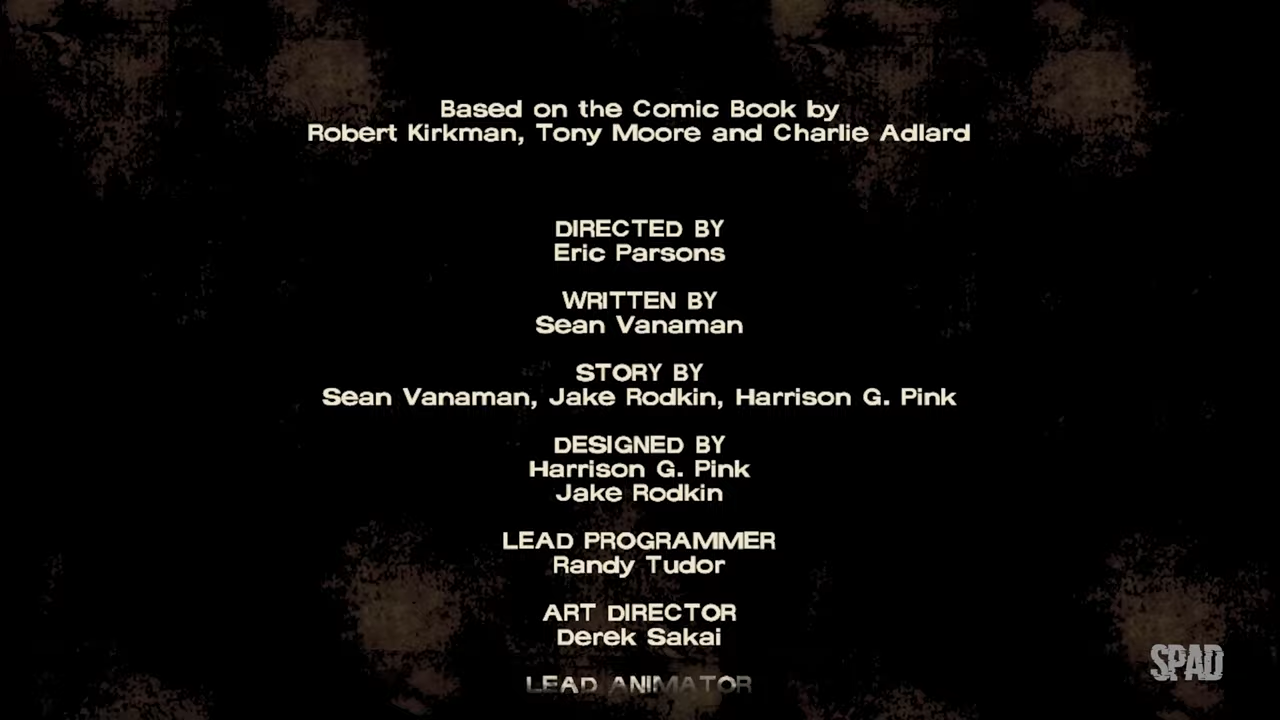 Based on the Comic Book by
Robert Kirkman, Tony Moore and Charlie Adlard
DIRECTED BY
Eric Parsons
WRITTEN BY
Sean Vanaman
STORY BY
Sean Vanaman, Jake Rodkin, Harrison G. Pink
DESIGNED BY
Harrison G. Pink
Jake Rodkin
LEAD PROGRAMMER
Randy Tudor
ART DIRECTOR
Derek Sakai
LEAD ANIMATOR
SPAD